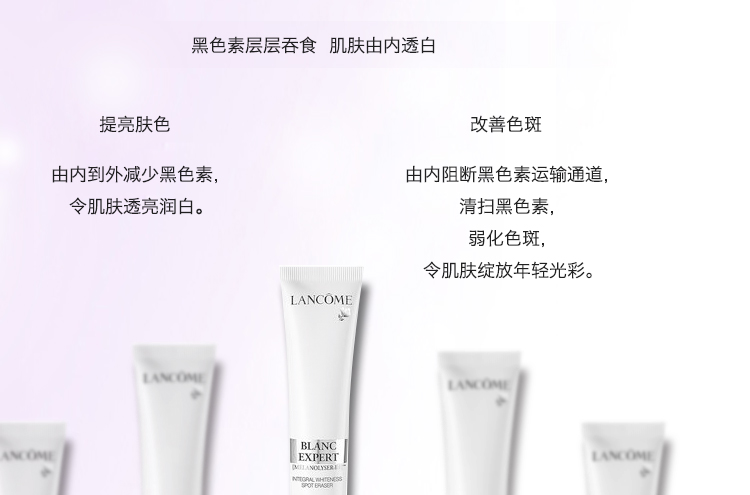 黑色素层层吞食 肌肤由内透白
提亮肤色
由内到外减少黑色素,
令肌肤透亮润白。
改善色斑
由内阻断黑色素运输通道,
清扫黑色素,
弱化色斑,
令肌肤绽放年轻光彩。
LANCÔME
BLANC
EXPERT
INTEGRAL WHITENESS
SPOT ERASER
LANCÔME
LANCÔME
LANCÔME
LANCÔME